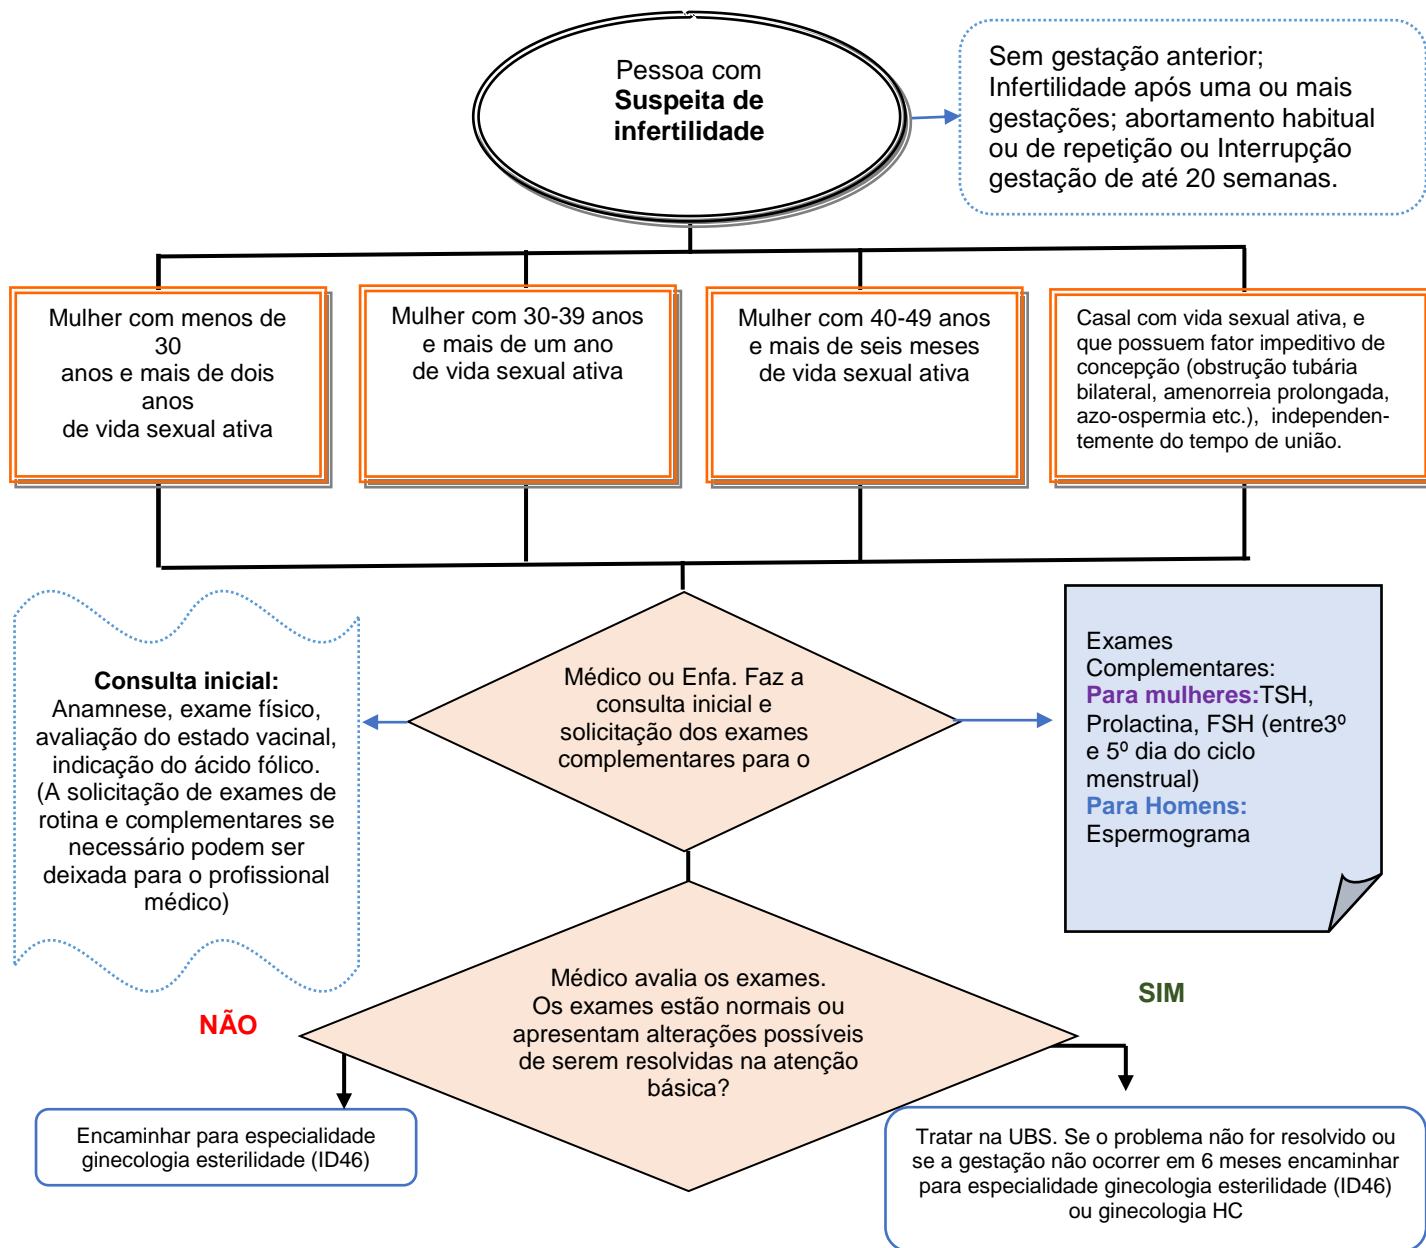 Pessoa com
Suspeita de
infertilidade
Sem gestação anterior;
Infertilidade após uma ou mais
gestações; abortamento habitual
ou de repetição ou Interrupção
gestação de até 20 semanas.
Mulher com menos de
30
anos e mais de dois
anos
de vida sexual ativa
Mulher com 30-39 anos
e mais de um ano
de vida sexual ativa
Mulher com 40-49 anos
e mais de seis meses
de vida sexual ativa
Casal com vida sexual ativa, e
que possuem fator impeditivo de
concepção (obstrução tubária
bilateral, amenorreia prolongada,
azo-ospermia etc.), independen-
temente do tempo de união.
Consulta inicial:
Anamnese, exame físico,
avaliação do estado vacinal,
indicação do ácido fólico.
(A solicitação de exames de
rotina e complementares se
necessário podem ser
deixada para o profissional
médico)
Médico ou Enfa. Faz a
consulta inicial e
solicitação dos exames
complementares para o
Exames
Complementares:
Para mulheres:TSH,
Prolactina, FSH (entre3º
e 5º dia do ciclo
menstrual)
Para Homens:
Espermograma
Médico avalia os exames.
Os exames estão normais ou
apresentam alterações possíveis
de serem resolvidas na atenção
básica?
NÃO
SIM
Encaminhar para especialidade
ginecologia esterilidade (ID46)
Tratar na UBS. Se o problema não for resolvido ou
se a gestação não ocorrer em 6 meses encaminhar
para especialidade ginecologia esterilidade (ID46)
ou ginecologia HC